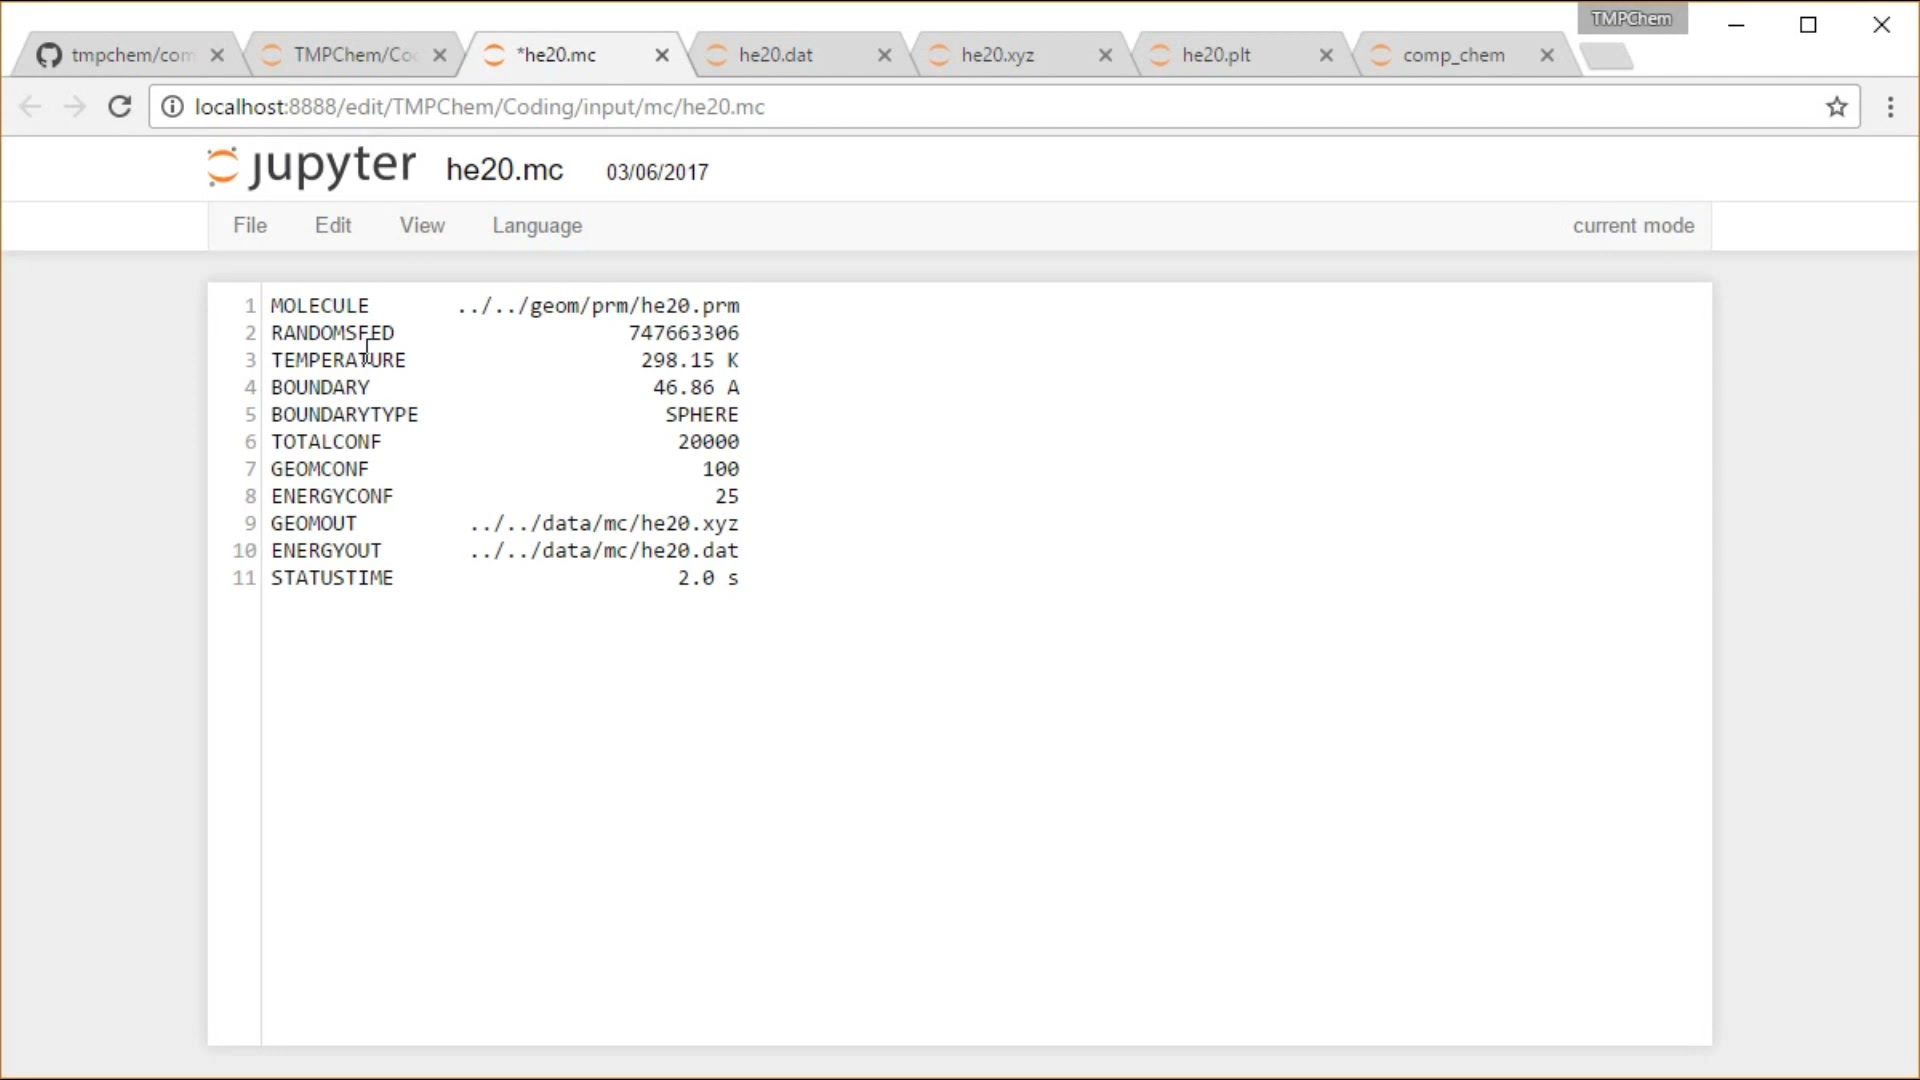 TMPChem
tmpchem/com
TMPChem/Co
*he20.mc
he20.dat
he20.xyz
he20.plt
comp_chem
localhost:8888/edit/TMPChem/Coding/input/mc/he20.mc
jupyter he20.mc 03/06/2017
File Edit View Language current mode
1 MOLECULE ../../geom/prm/he20.prm
2 RANDOMSEED 747663306
3 TEMPERATURE 298.15 K
4 BOUNDARY 46.86 A
5 BOUNDARYTYPE SPHERE
6 TOTALCONF 20000
7 GEOMCONF 100
8 ENERGYCONF 25
9 GEOMOUT ../../data/mc/he20.xyz
10 ENERGYOUT ../../data/mc/he20.dat
11 STATUSTIME 2.0 s